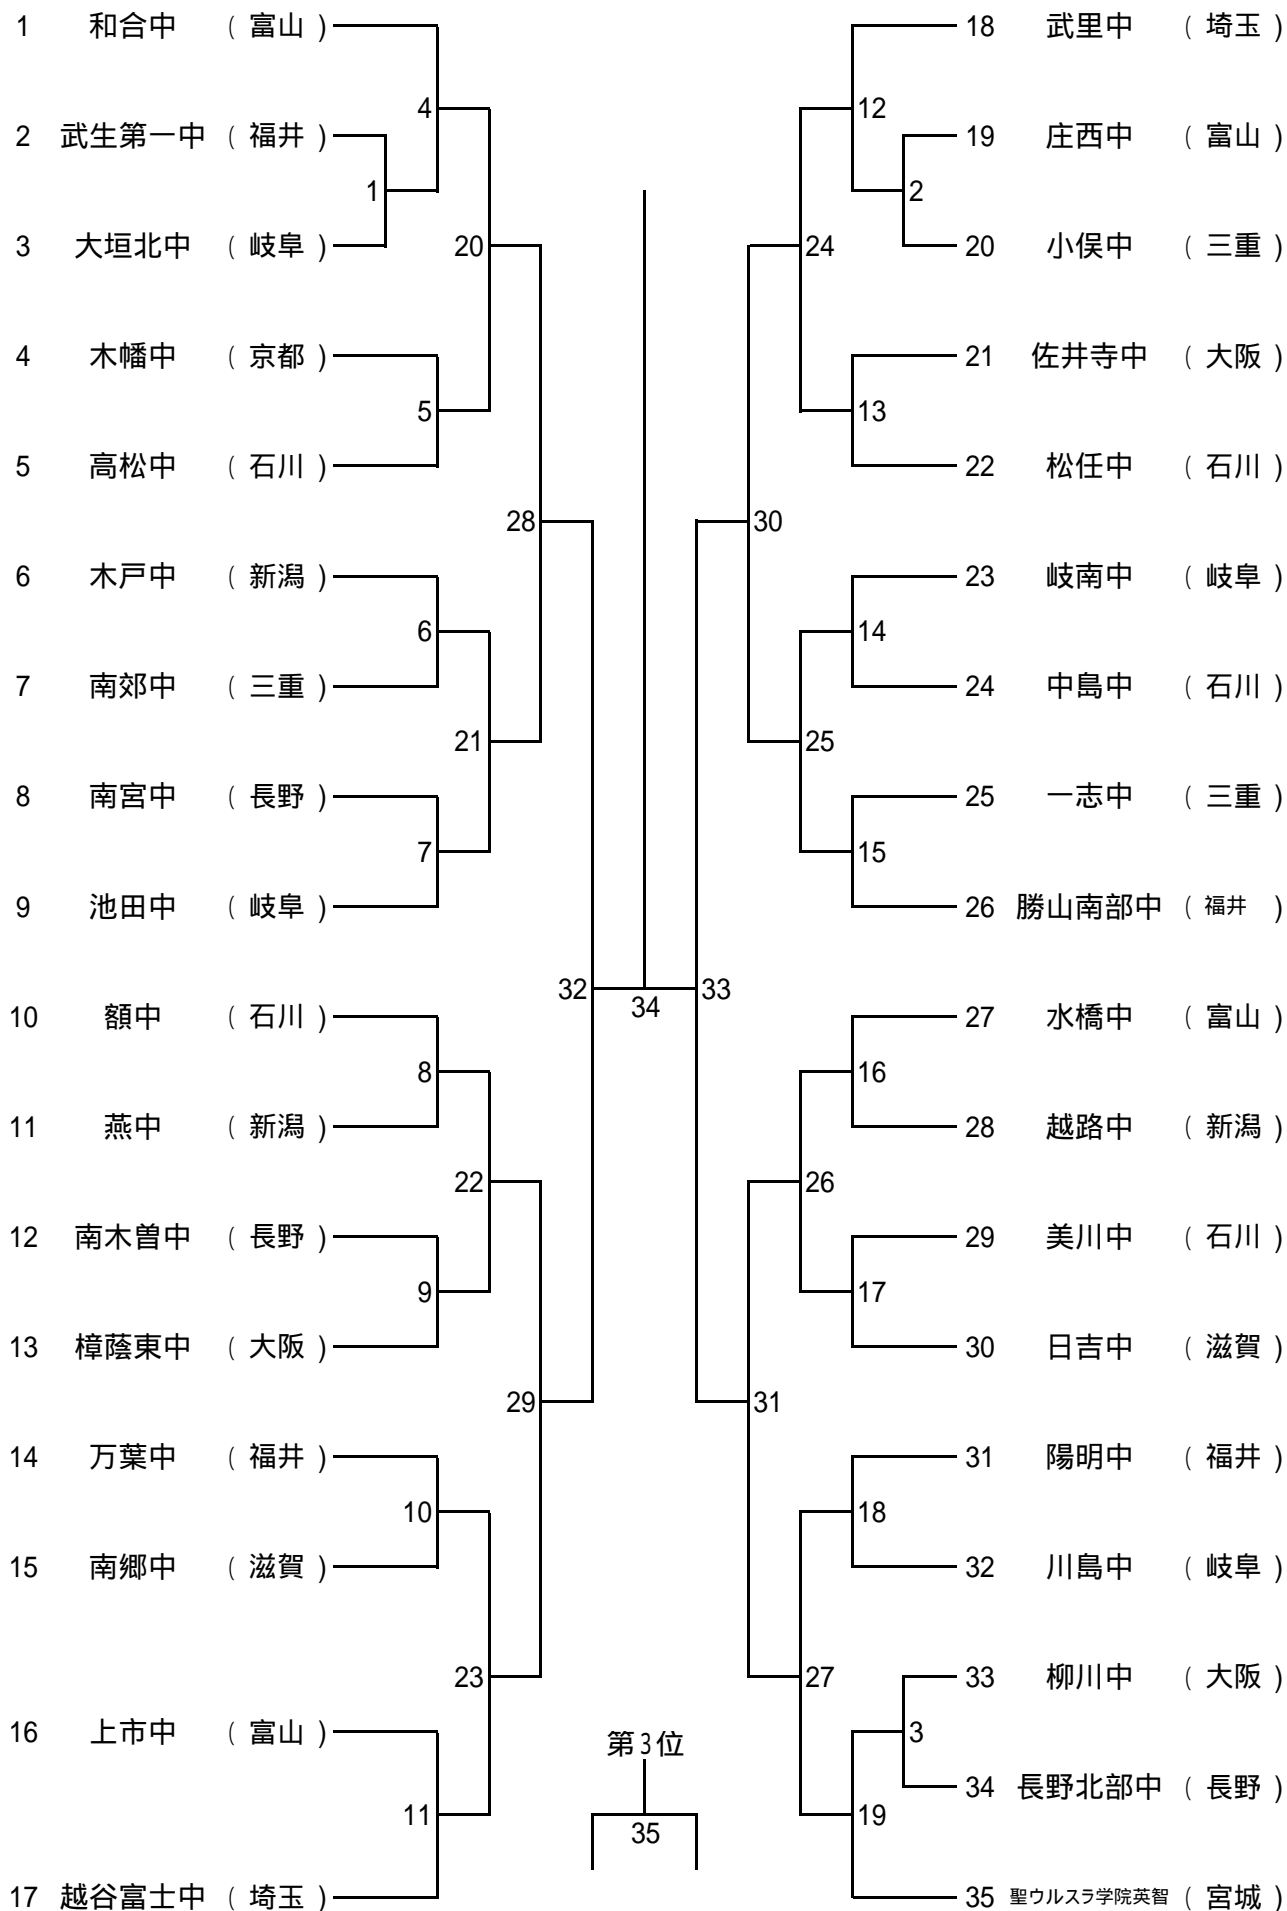 1 和合中 ( 富山 )
2 武生第一中 ( 福井 )
3 大垣北中 ( 岐阜 )
4 木幡中 ( 京都 )
5 高松中 ( 石川 )
6 木戸中 ( 新潟 )
7 南郊中 ( 三重 )
8 南宮中 ( 長野 )
9 池田中 ( 岐阜 )
10 額中 ( 石川 )
11 燕中 ( 新潟 )
12 南木曽中 ( 長野 )
13 樟蔭東中 ( 大阪 )
14 万葉中 ( 福井 )
15 南郷中 ( 滋賀 )
16 上市中 ( 富山 )
17 越谷富士中 ( 埼玉 )
4
1
20
5
28
6
21
7
32
8
22
9
29
10
23
11
34
第3位
35
33
12
2
24
13
30
14
25
15
16
26
17
31
18
27
3
19
18 武里中 ( 埼玉 )
19 庄西中 ( 富山 )
20 小俣中 ( 三重 )
21 佐井寺中 ( 大阪 )
22 松任中 ( 石川 )
23 岐南中 ( 岐阜 )
24 中島中 ( 石川 )
25 一志中 ( 三重 )
26 勝山南部中 ( 福井 )
27 水橋中 ( 富山 )
28 越路中 ( 新潟 )
29 美川中 ( 石川 )
30 日吉中 ( 滋賀 )
31 陽明中 ( 福井 )
32 川島中 ( 岐阜 )
33 柳川中 ( 大阪 )
34 長野北部中 ( 長野 )
35 聖ウルスラ学院英智 ( 宮城 )